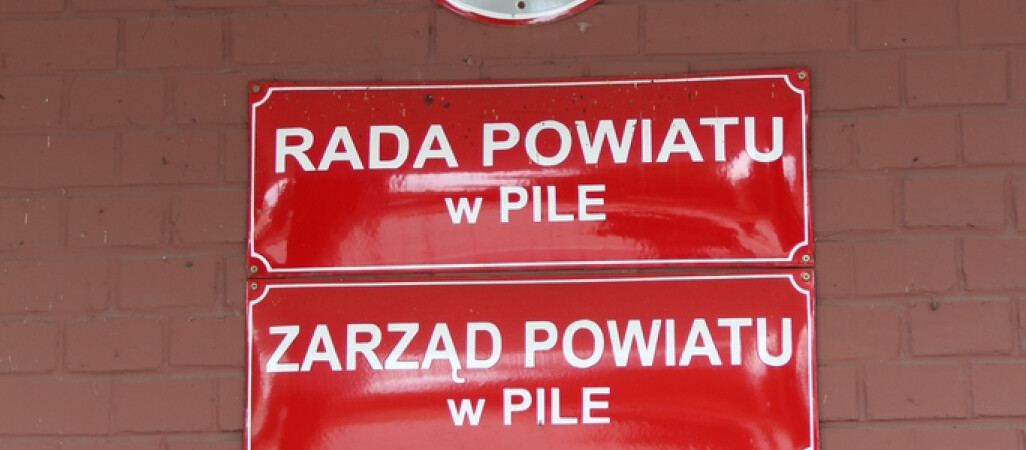 RADA POWIATU
w PILE
ZARZĄD POWIATU
w PILE